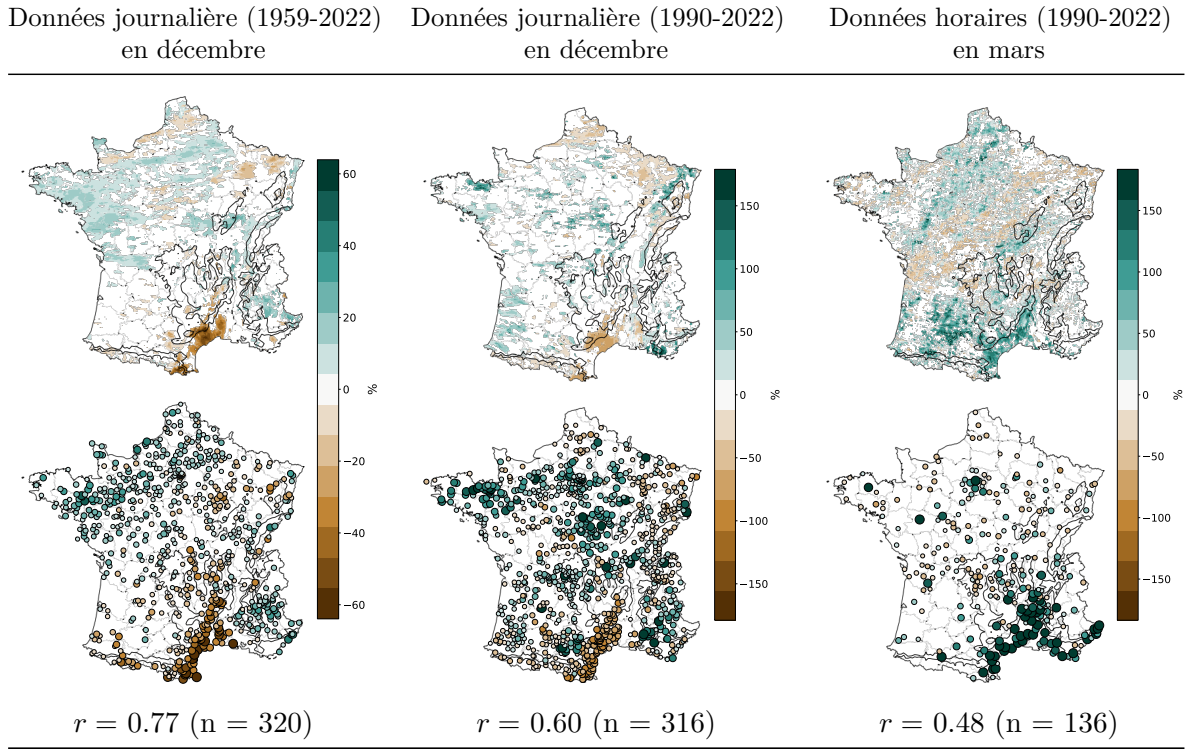 Données journalière (1959-2022)
en décembre
Données journalière (1990-2022)
en décembre
Données horaires (1990-2022)
en mars
60
40
20
0
−20
−40
−60
%
150
100
50
0
−50
−100
−150
%
150
100
50
0
−50
−100
−150
%
r = 0.77 (n = 320)
r = 0.60 (n = 316)
r = 0.48 (n = 136)